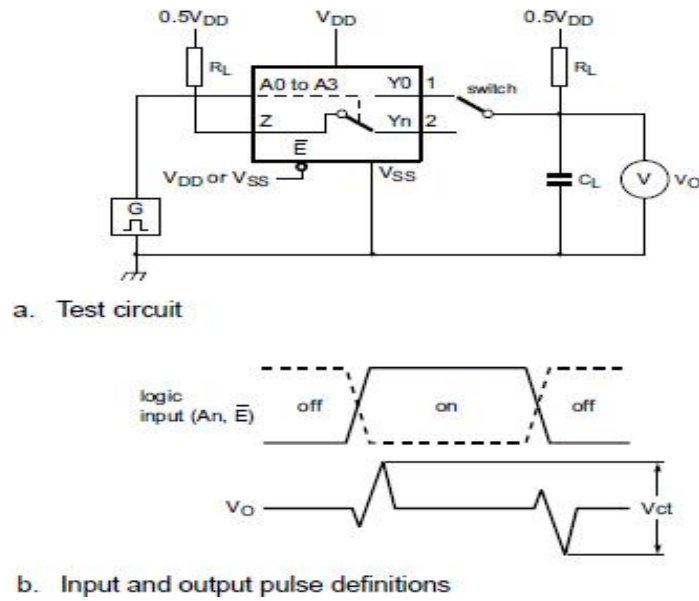 0.5VDD VDD 0.5VDD
RL RL
A0 to A3 Y0 1 switch
Z Yn 2
E̅
VDD or VSS VSS CL V VO
G
a. Test circuit
logic
input (An, E̅) off on off
VO Vct
b. Input and output pulse definitions